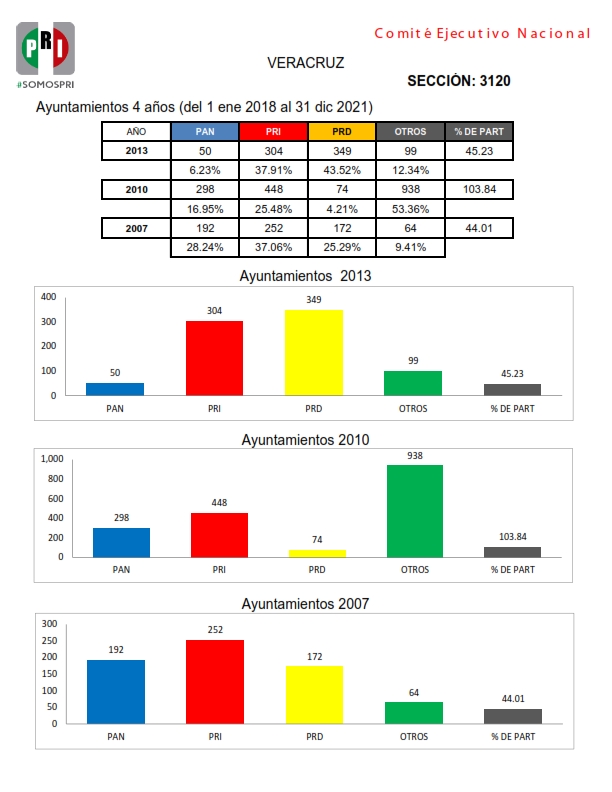 Comité Ejecutivo Nacional
PRI
#SOMOSPRI
VERACRUZ
SECCIÓN: 3120
Ayuntamientos 4 años (del 1 ene 2018 al 31 dic 2021)
AÑO PAN PRI PRD OTROS % DE PART
2013 50 304 349 99 45.23
6.23% 37.91% 43.52% 12.34%
2010 298 448 74 938 103.84
16.95% 25.48% 4.21% 53.36%
2007 192 252 172 64 44.01
28.24% 37.06% 25.29% 9.41%
Ayuntamientos 2013
400
300
200
100
0
50 304 349 99 45.23
PAN PRI PRD OTROS % DE PART
Ayuntamientos 2010
1,000
800
600
400
200
0
298 448 74 938 103.84
PAN PRI PRD OTROS % DE PART
Ayuntamientos 2007
300
250
200
150
100
50
0
192 252 172 64 44.01
PAN PRI PRD OTROS % DE PART